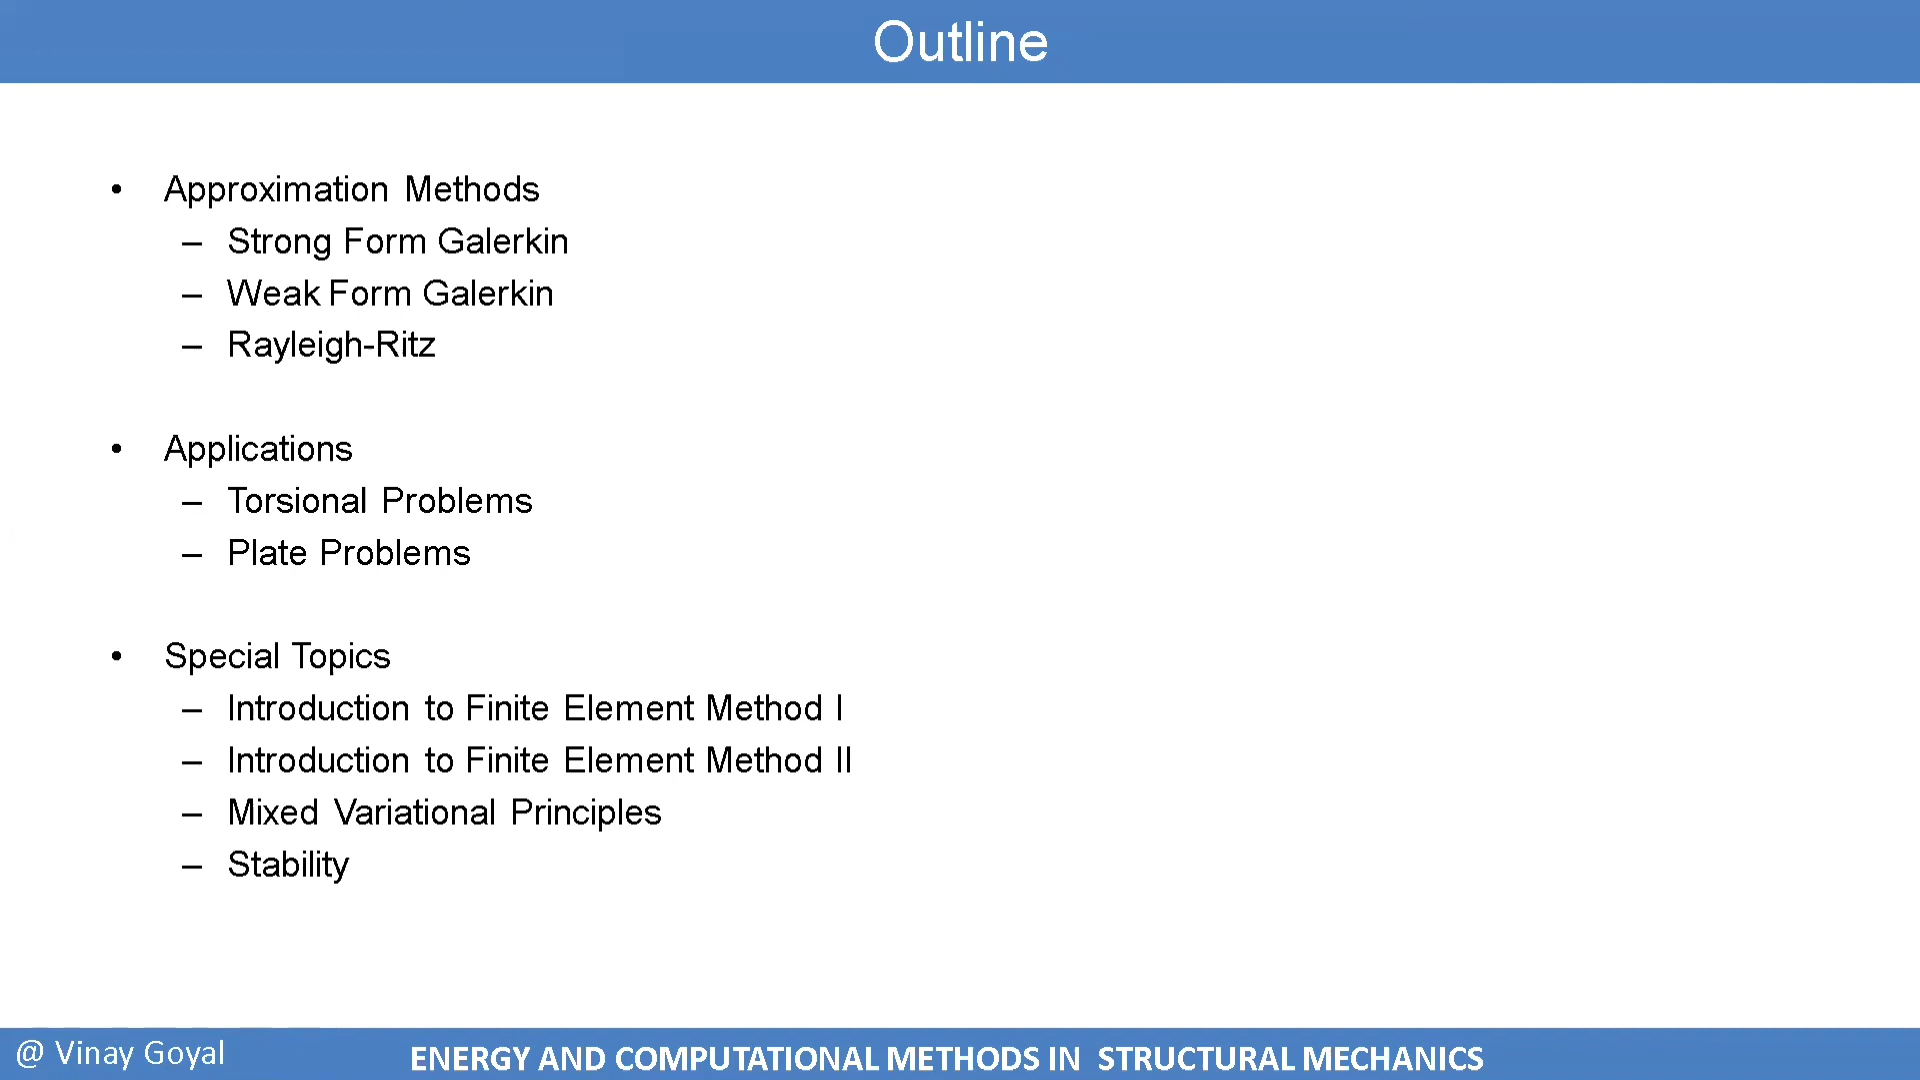 Outline
• Approximation Methods
– Strong Form Galerkin
– Weak Form Galerkin
– Rayleigh-Ritz
• Applications
– Torsional Problems
– Plate Problems
• Special Topics
– Introduction to Finite Element Method I
– Introduction to Finite Element Method II
– Mixed Variational Principles
– Stability
@ Vinay Goyal
ENERGY AND COMPUTATIONAL METHODS IN STRUCTURAL MECHANICS